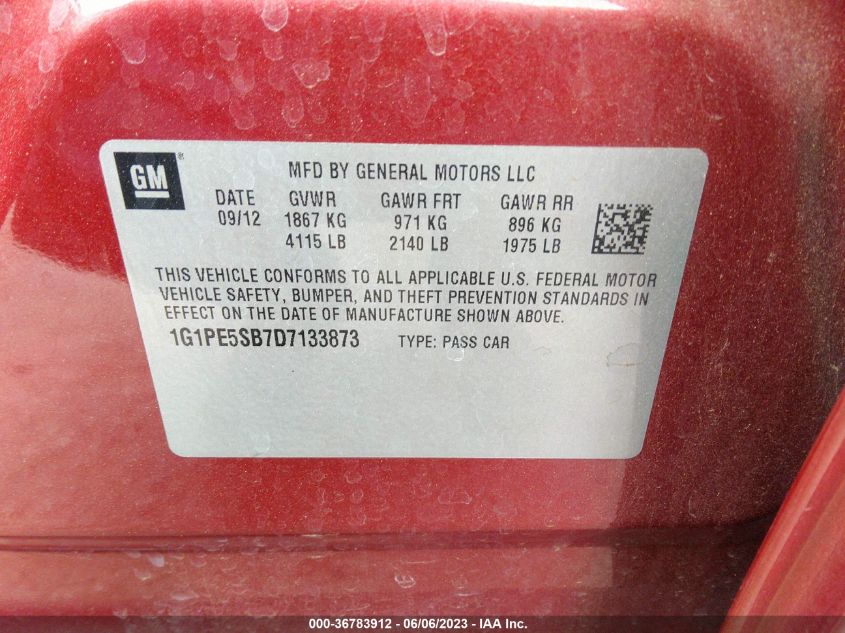 GM ®
MFD BY GENERAL MOTORS LLC
DATE GVWR GAWR FRT GAWR RR
09/12 1867 KG 971 KG 896 KG
4115 LB 2140 LB 1975 LB
THIS VEHICLE CONFORMS TO ALL APPLICABLE U.S. FEDERAL MOTOR
VEHICLE SAFETY, BUMPER, AND THEFT PREVENTION STANDARDS IN
EFFECT ON THE DATE OF MANUFACTURE SHOWN ABOVE.
1G1PE5SB7D7133873 TYPE: PASS CAR
000-36783912 - 06/06/2023 - IAAI Inc.